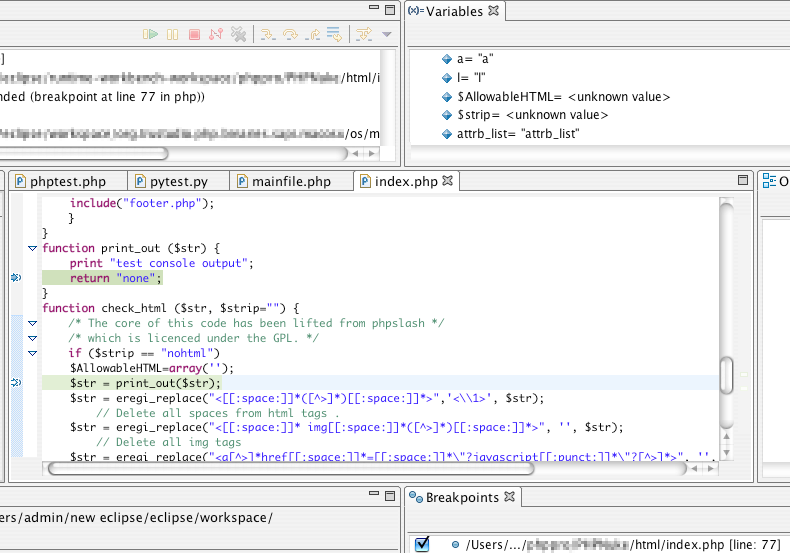 (x)= Variables
]
/html/i
nded (breakpoint at line 77 in php))
/os/m
a= "a"
l= "l"
$AllowableHTML= <unknown value>
$strip= <unknown value>
attrb_list= "attrb_list"
phptest.php
pytest.py
mainfile.php
index.php
O
include("footer.php");
}
}
function print_out ($str) {
print "test console output";
return "none";
}
function check_html ($str, $strip="") {
/* The core of this code has been lifted from phpslash */
/* which is licenced under the GPL. */
if ($strip == "nohtml")
$AllowableHTML=array('');
$str = print_out($str);
$str = eregi_replace("<[[:space:]]*([^>]*)[[:space:]]*>",'<\\1>', $str);
// Delete all spaces from html tags .
$str = eregi_replace("<[[:space:]]* img[[:space:]]*([^>]*)[[:space:]]*>", '', $str);
// Delete all img tags
$str = eregi_replace("<a[^>]*href[[:space:]]*=[[:space:]]*\"?javascript[[:punct:]]*\"?[^>]*>", '',
ers/admin/new eclipse/eclipse/workspace/
Breakpoints
/Users/.../
/html/index.php [line: 77]